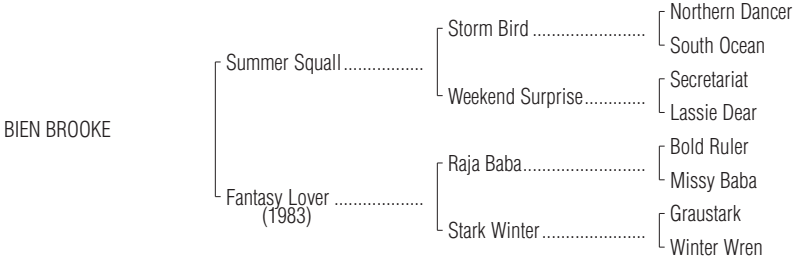 Northern Dancer
Storm Bird ........................
South Ocean
Summer Squall.................
Secretariat
Weekend Surprise.............
Lassie Dear
BIEN BROOKE
Bold Ruler
Raja Baba..........................
Missy Baba
Fantasy Lover ...................
(1983)
Graustark
Stark Winter......................
Winter Wren